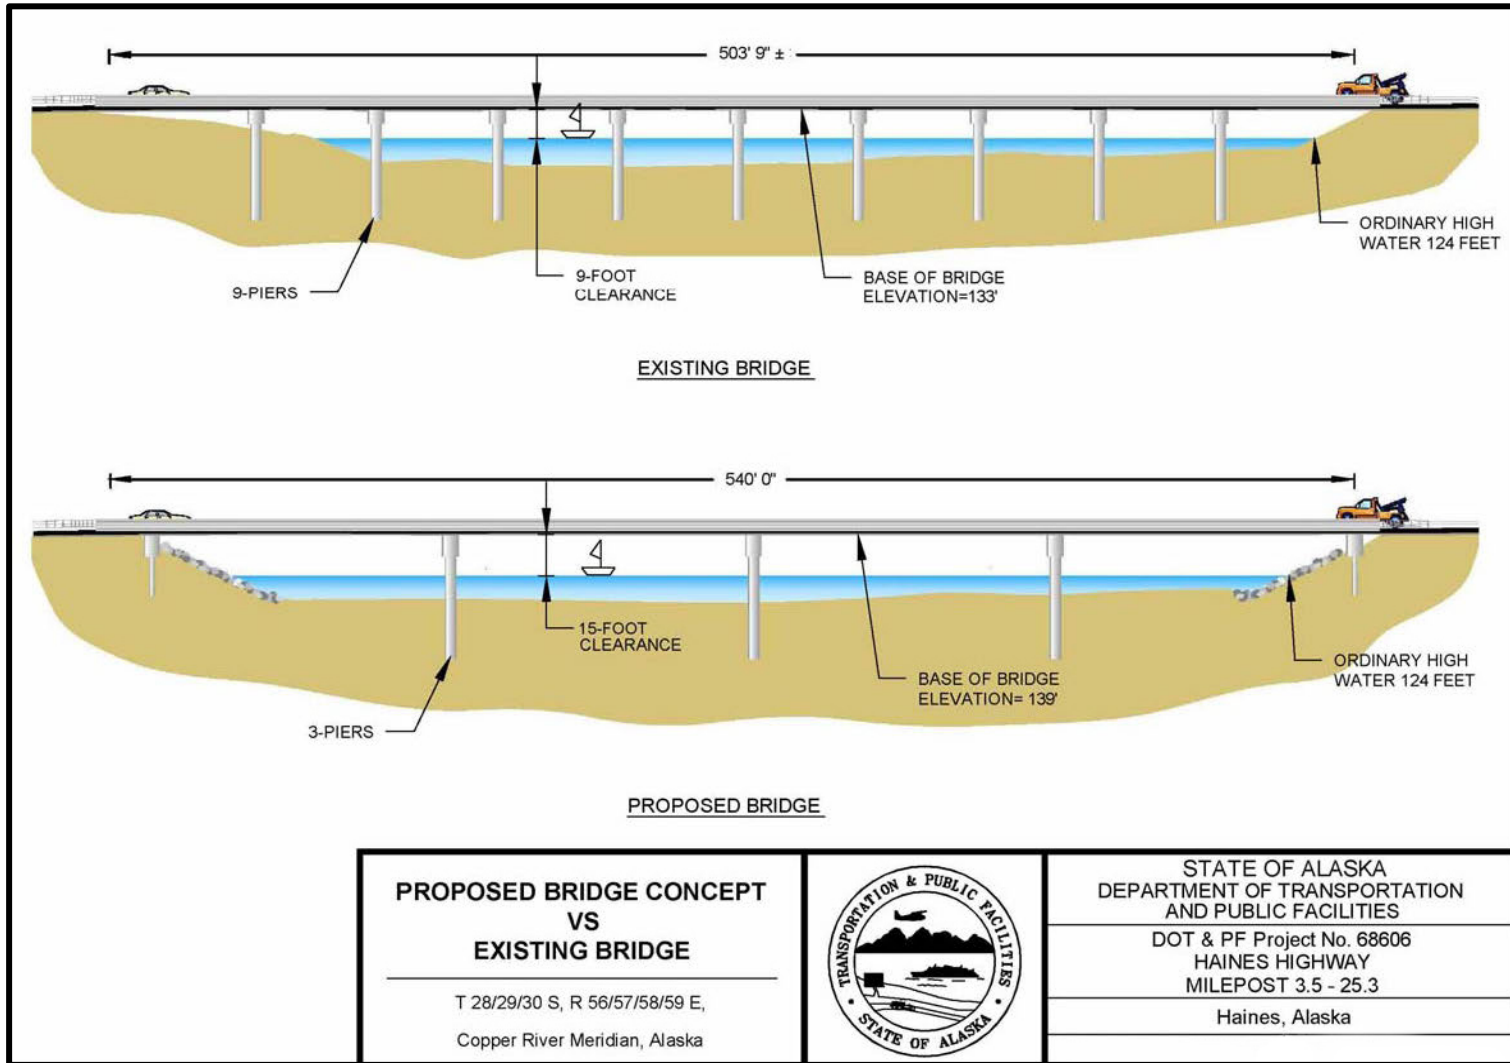 503' 9" ±
ORDINARY HIGH
WATER 124 FEET
9-PIERS
9-FOOT
CLEARANCE
BASE OF BRIDGE
ELEVATION=133'
EXISTING BRIDGE
540' 0"
15-FOOT
CLEARANCE
BASE OF BRIDGE
ELEVATION= 139'
ORDINARY HIGH
WATER 124 FEET
3-PIERS
PROPOSED BRIDGE
PROPOSED BRIDGE CONCEPT
VS
EXISTING BRIDGE
T 28/29/30 S, R 56/57/58/59 E,
Copper River Meridian, Alaska
TRANSPORTATION & PUBLIC FACILITIES
• STATE OF ALASKA •
STATE OF ALASKA
DEPARTMENT OF TRANSPORTATION
AND PUBLIC FACILITIES
DOT & PF Project No. 68606
HAINES HIGHWAY
MILEPOST 3.5 - 25.3
Haines, Alaska